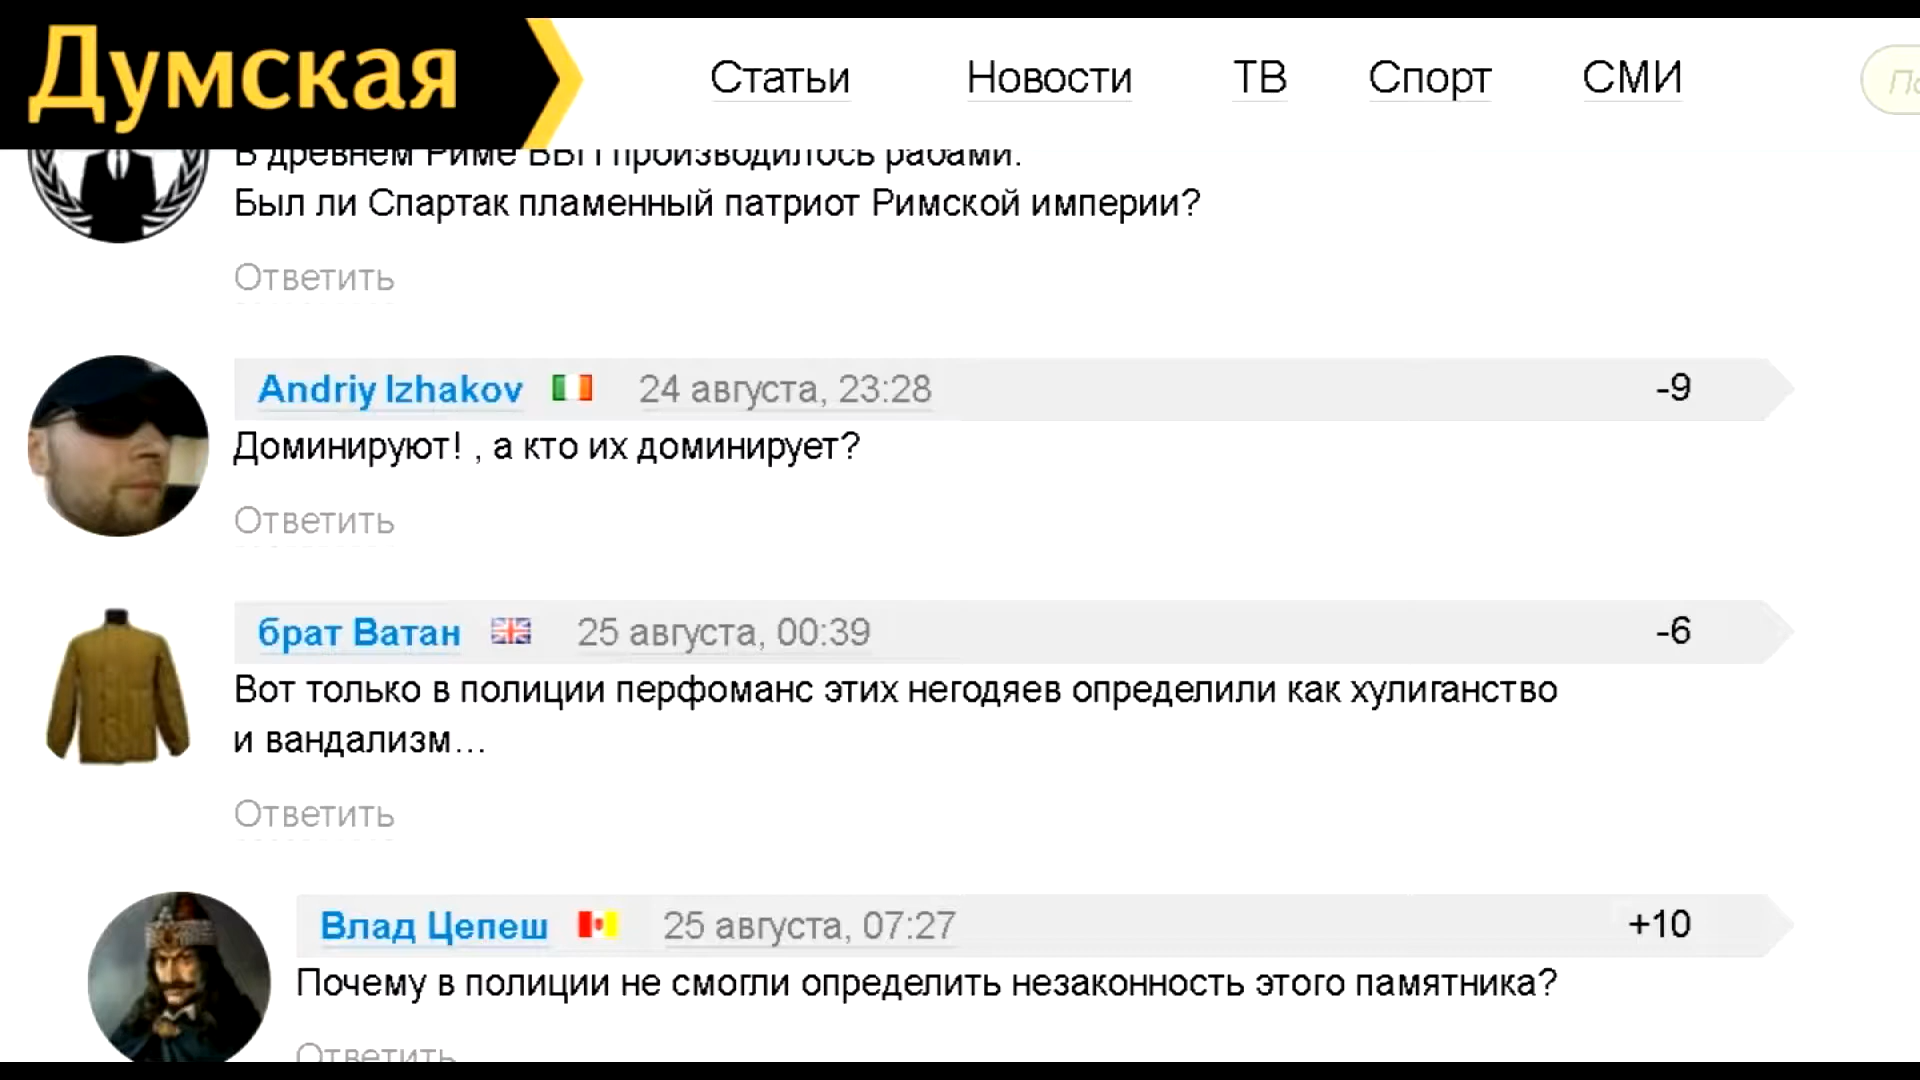 Думская
Статьи Новости ТВ Спорт СМИ
В древнем Риме ВВП производилось рабами.
Был ли Спартак пламенный патриот Римской империи?
Ответить
Andriy Izhakov 24 августа, 23:28 -9
Доминируют! , а кто их доминирует?
Ответить
брат Ватан 25 августа, 00:39 -6
Вот только в полиции перфоманс этих негодяев определили как хулиганство
и вандализм...
Ответить
Влад Цепеш 25 августа, 07:27 +10
Почему в полиции не смогли определить незаконность этого памятника?
Ответить